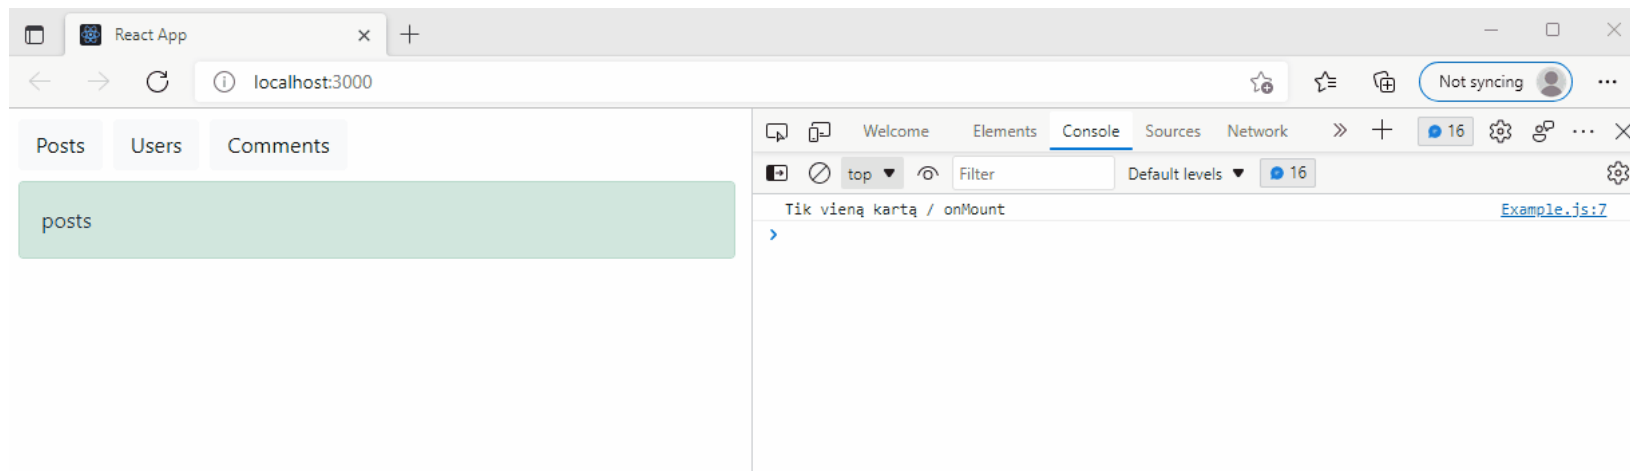 React App
localhost:3000
Not syncing
Posts Users Comments
posts
Welcome Elements Console Sources Network 16
top Filter Default levels 16
Tik vieną kartą / onMount Example.js:7